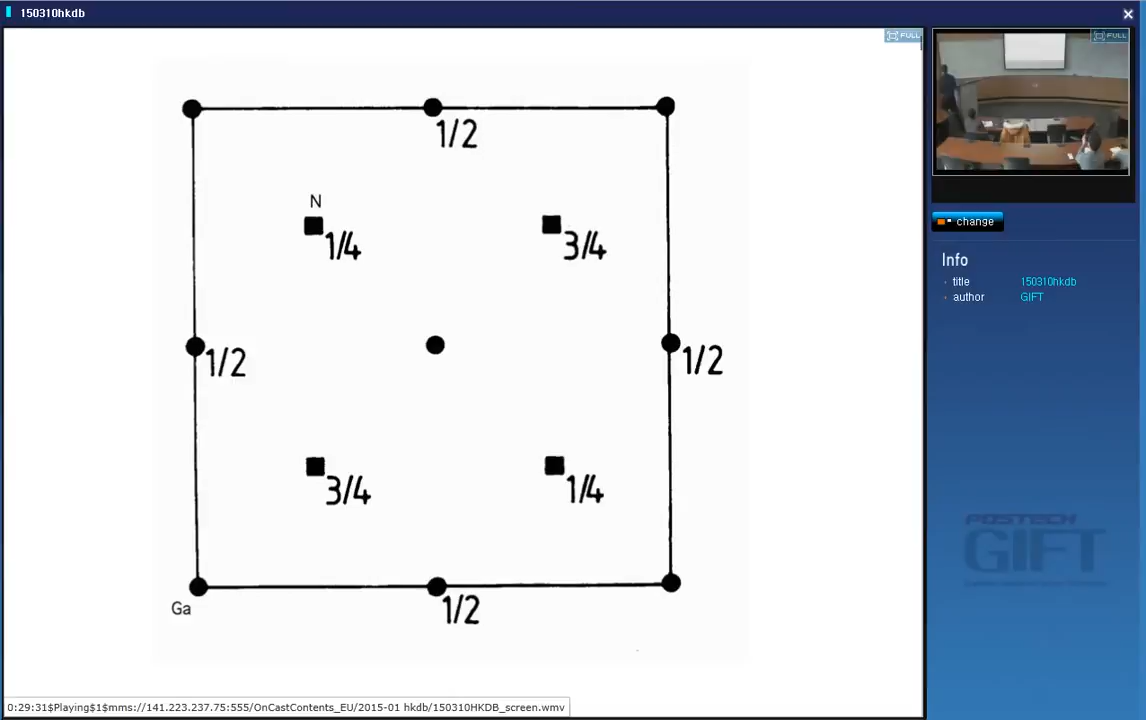 150310hkdb
FULL
FULL
1/2
N
1/4
3/4
change
Info
title 150310hkdb
author GIFT
1/2
1/2
3/4
1/4
POSTECH
GIFT
Ga
1/2
0:29:31$Playing$1$mms://141.223.237.75:555/OnCastContents_EU/2015-01 hkdb/150310HKDB_screen.wmv